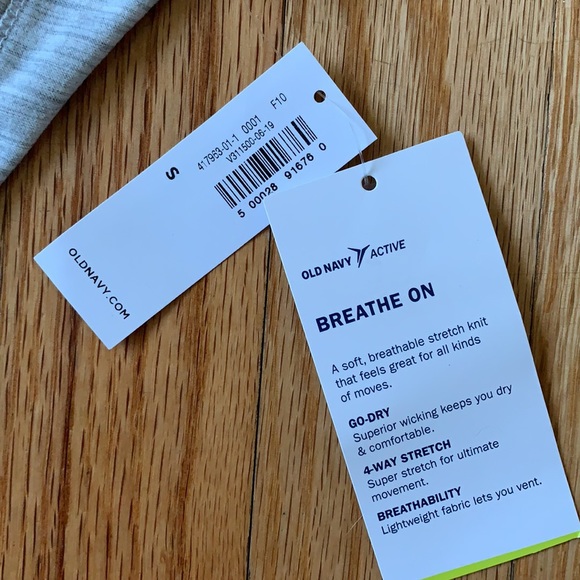 417963-01-1 0001 F10
V311500-06-19
5 00028 91676 0
S
OLDNAVY.COM
OLD NAVY ACTIVE
BREATHE ON
A soft, breathable stretch knit
that feels great for all kinds
of moves.
GO-DRY
Superior wicking keeps you dry
& comfortable.
4-WAY STRETCH
Super stretch for ultimate
movement.
BREATHABILITY
Lightweight fabric lets you vent.